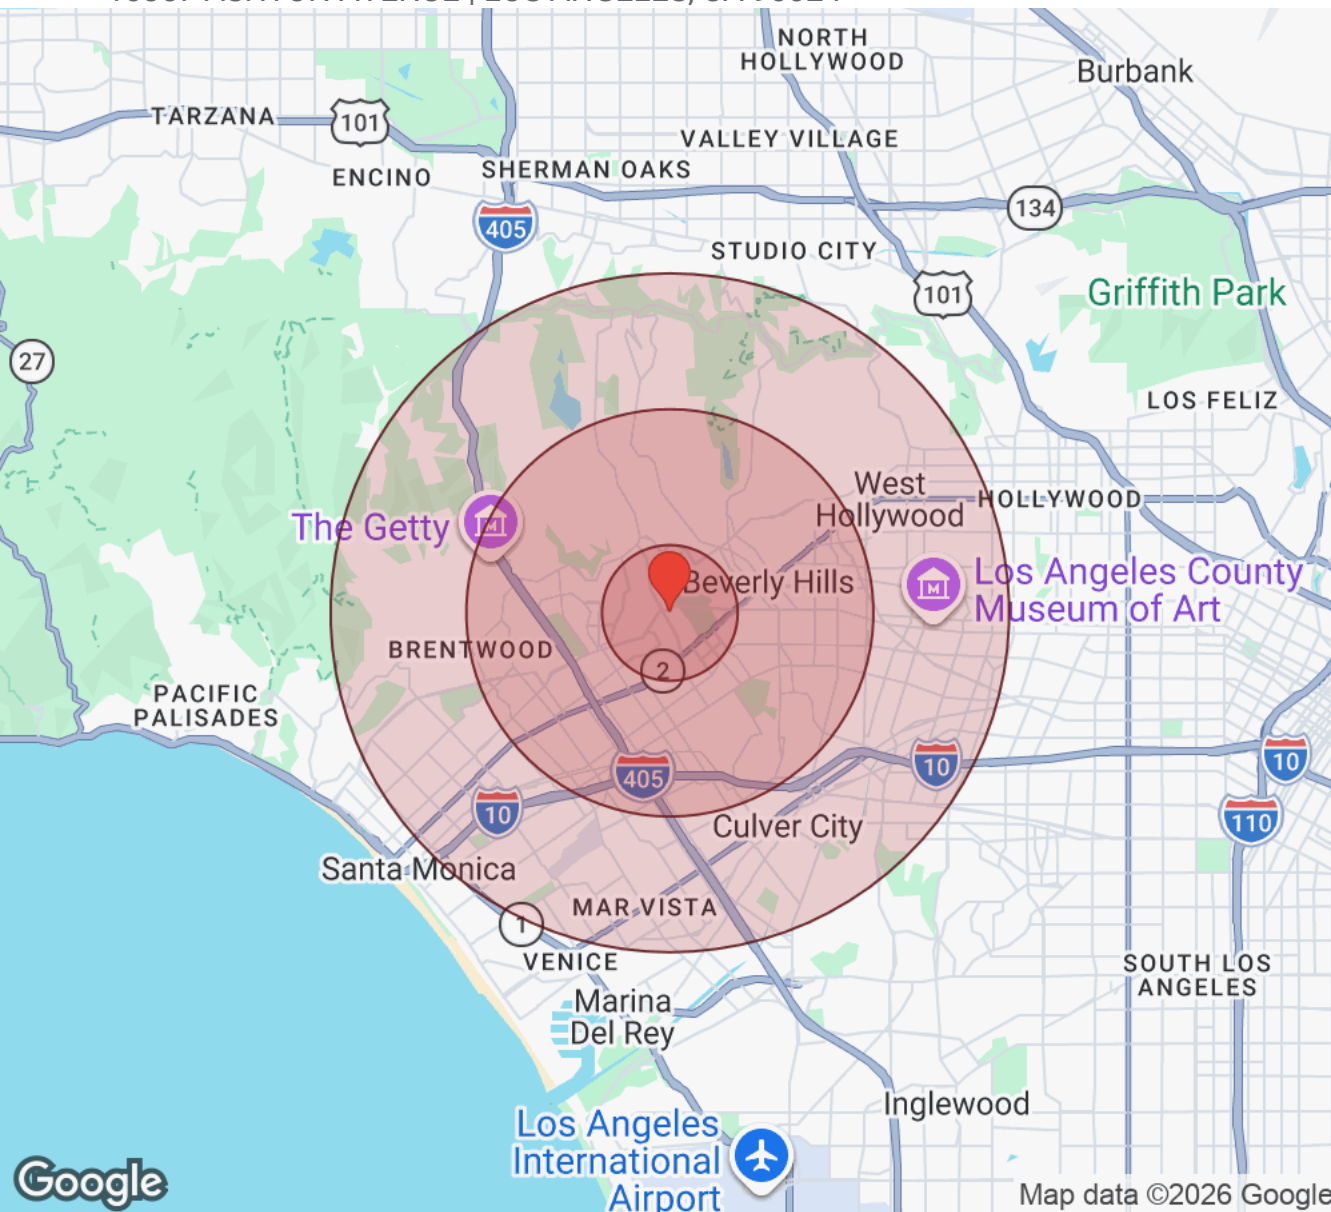 NORTH
HOLLYWOOD
Burbank
TARZANA
101
VALLEY VILLAGE
ENCINO
SHERMAN OAKS
134
405
STUDIO CITY
101
Griffith Park
27
LOS FELIZ
West
Hollywood
HOLLYWOOD
The Getty
Beverly Hills
Los Angeles County
Museum of Art
BRENTWOOD
2
PACIFIC
PALISADES
10
405
10
10
110
Culver City
Santa Monica
MAR VISTA
1
VENICE
SOUTH LOS
ANGELES
Marina
Del Rey
Inglewood
Los Angeles
International
Airport
Google
Map data ©2026 Google